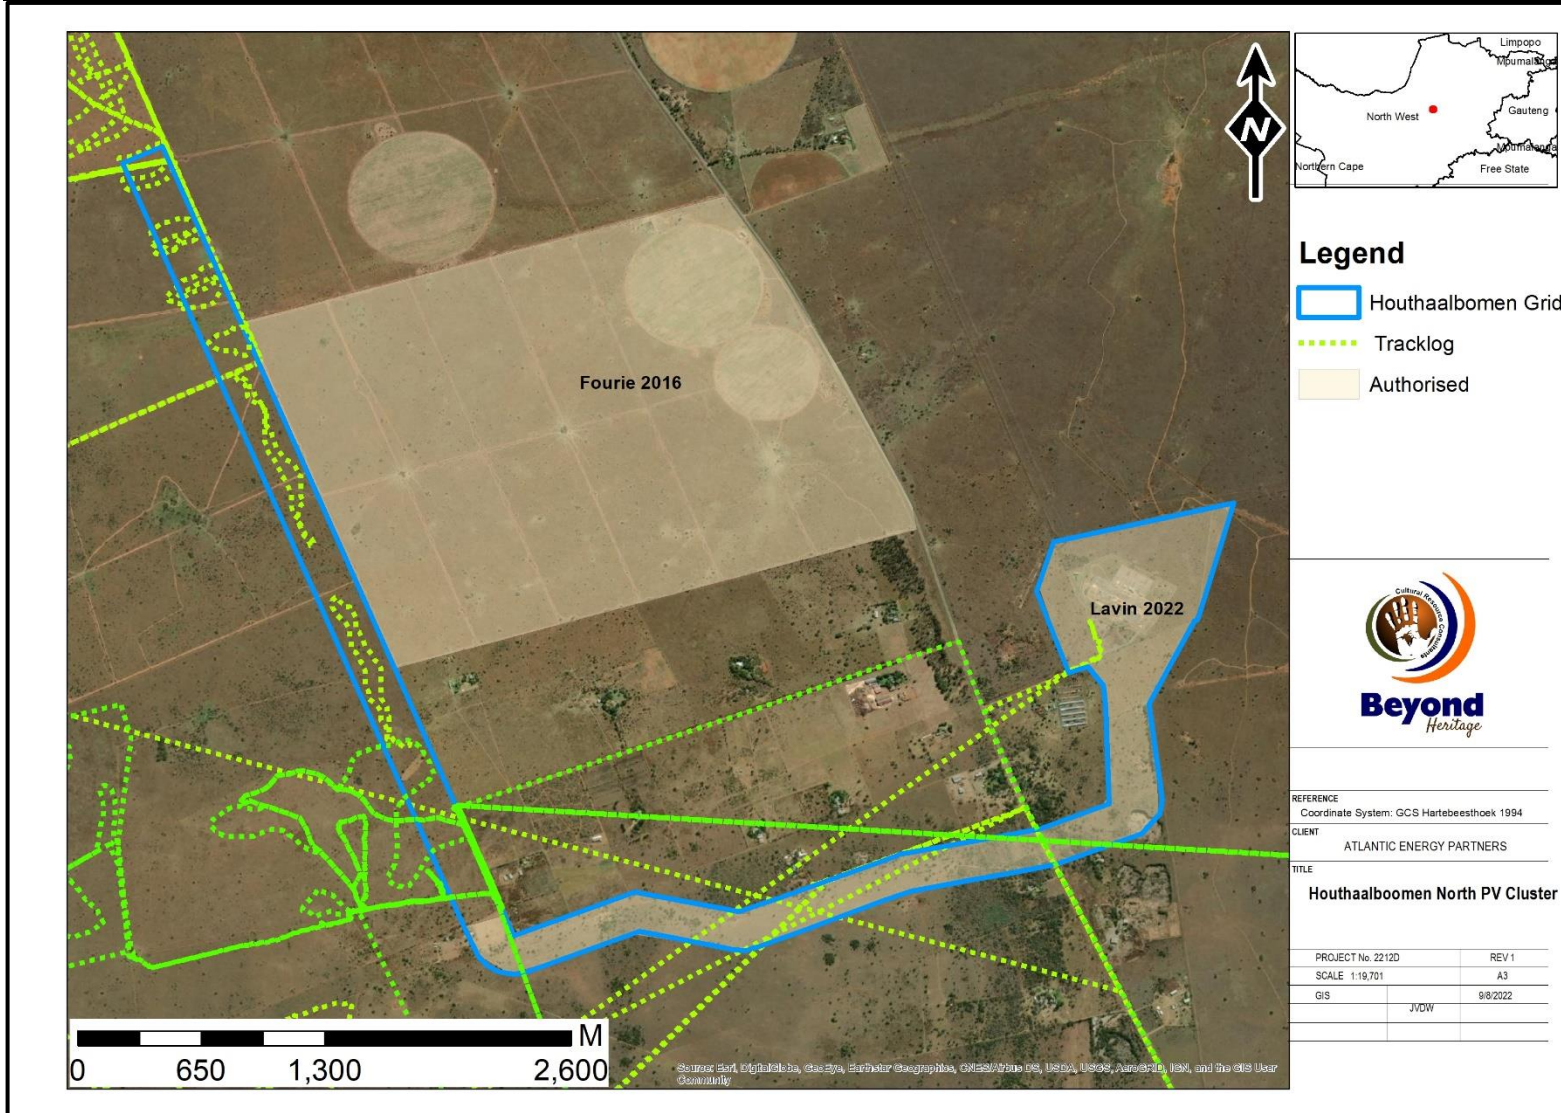 Fourie 2016
Lavin 2022
N
0 650 1,300 2,600 M
Source: Esri, DigitalGlobe, GeoEye, Earthstar Geographics, CNES/Airbus DS, USDA, USGS, AeroGRID, IGN, and the GIS User
Community
Limpopo
Mpumalanga
North West
Gauteng
Mpumalanga
Northern Cape
Free State
Legend
Houthaalbomen Grid
Tracklog
Authorised
Cultural Resource Consultants
Beyond
Heritage
REFERENCE
Coordinate System: GCS Hartebeesthoek 1994
CLIENT
ATLANTIC ENERGY PARTNERS
TITLE
Houthaalboomen North PV Cluster
PROJECT No. 2212D REV 1
SCALE 1:19,701 A3
GIS 9/8/2022
JVDW